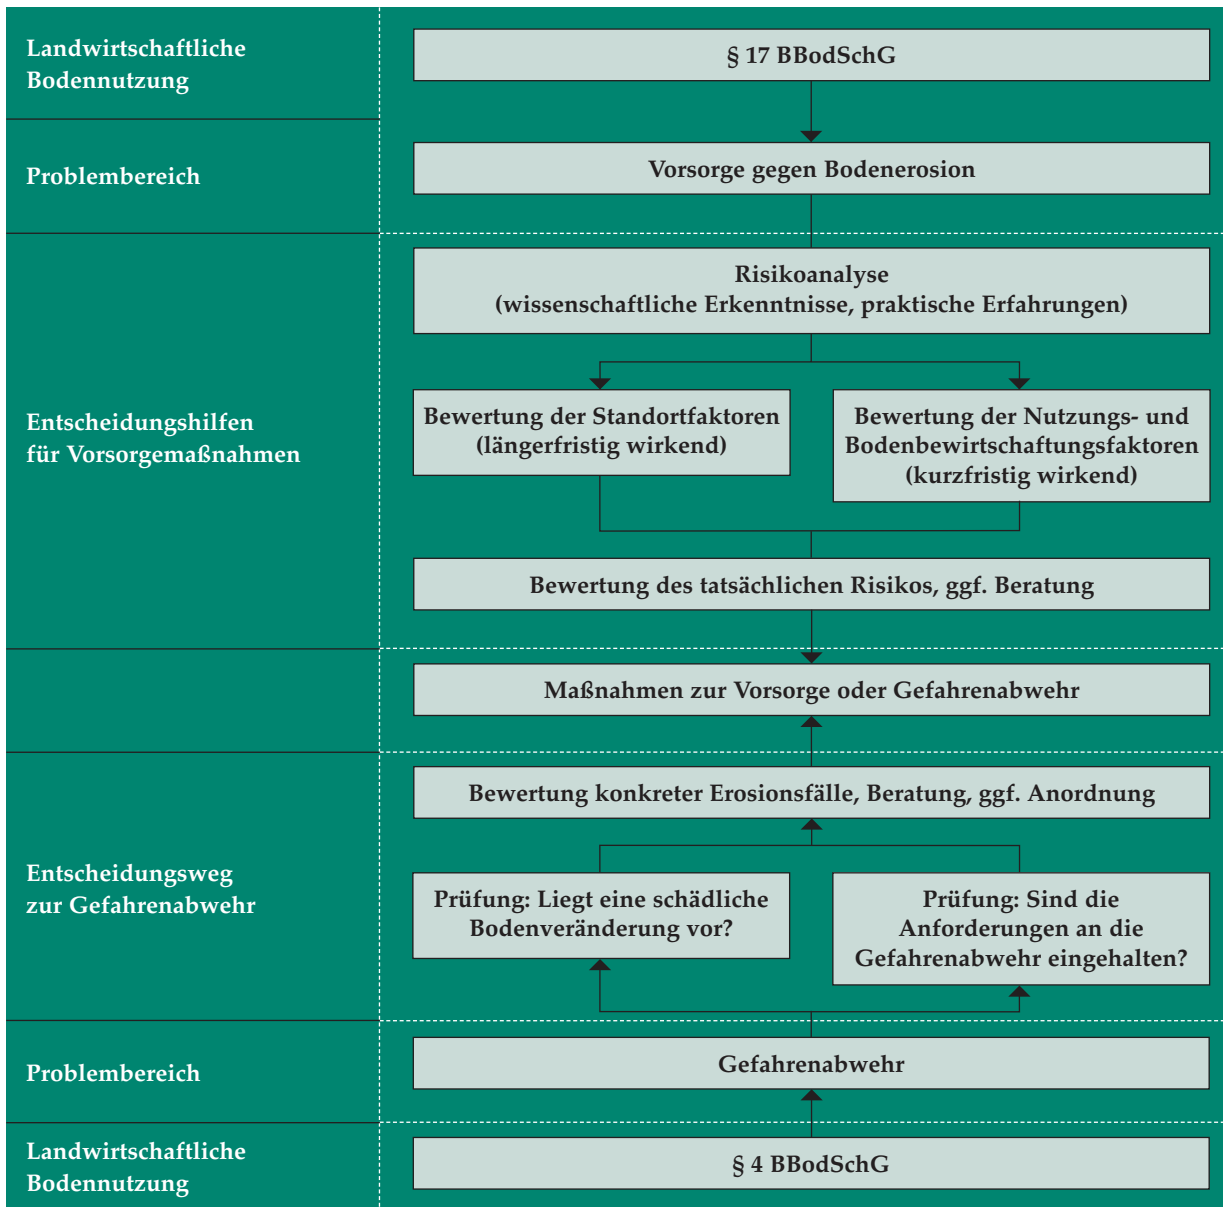 Landwirtschaftliche
Bodennutzung
§ 17 BBodSchG
Problembereich
Vorsorge gegen Bodenerosion
Entscheidungshilfen
für Vorsorgemaßnahmen
Risikoanalyse
(wissenschaftliche Erkenntnisse, praktische Erfahrungen)
Bewertung der Standortfaktoren
(längerfristig wirkend)
Bewertung der Nutzungs- und
Bodenbewirtschaftungsfaktoren
(kurzfristig wirkend)
Bewertung des tatsächlichen Risikos, ggf. Beratung
Maßnahmen zur Vorsorge oder Gefahrenabwehr
Entscheidungsweg
zur Gefahrenabwehr
Bewertung konkreter Erosionsfälle, Beratung, ggf. Anordnung
Prüfung: Liegt eine schädliche
Bodenveränderung vor?
Prüfung: Sind die
Anforderungen an die
Gefahrenabwehr eingehalten?
Problembereich
Gefahrenabwehr
Landwirtschaftliche
Bodennutzung
§ 4 BBodSchG